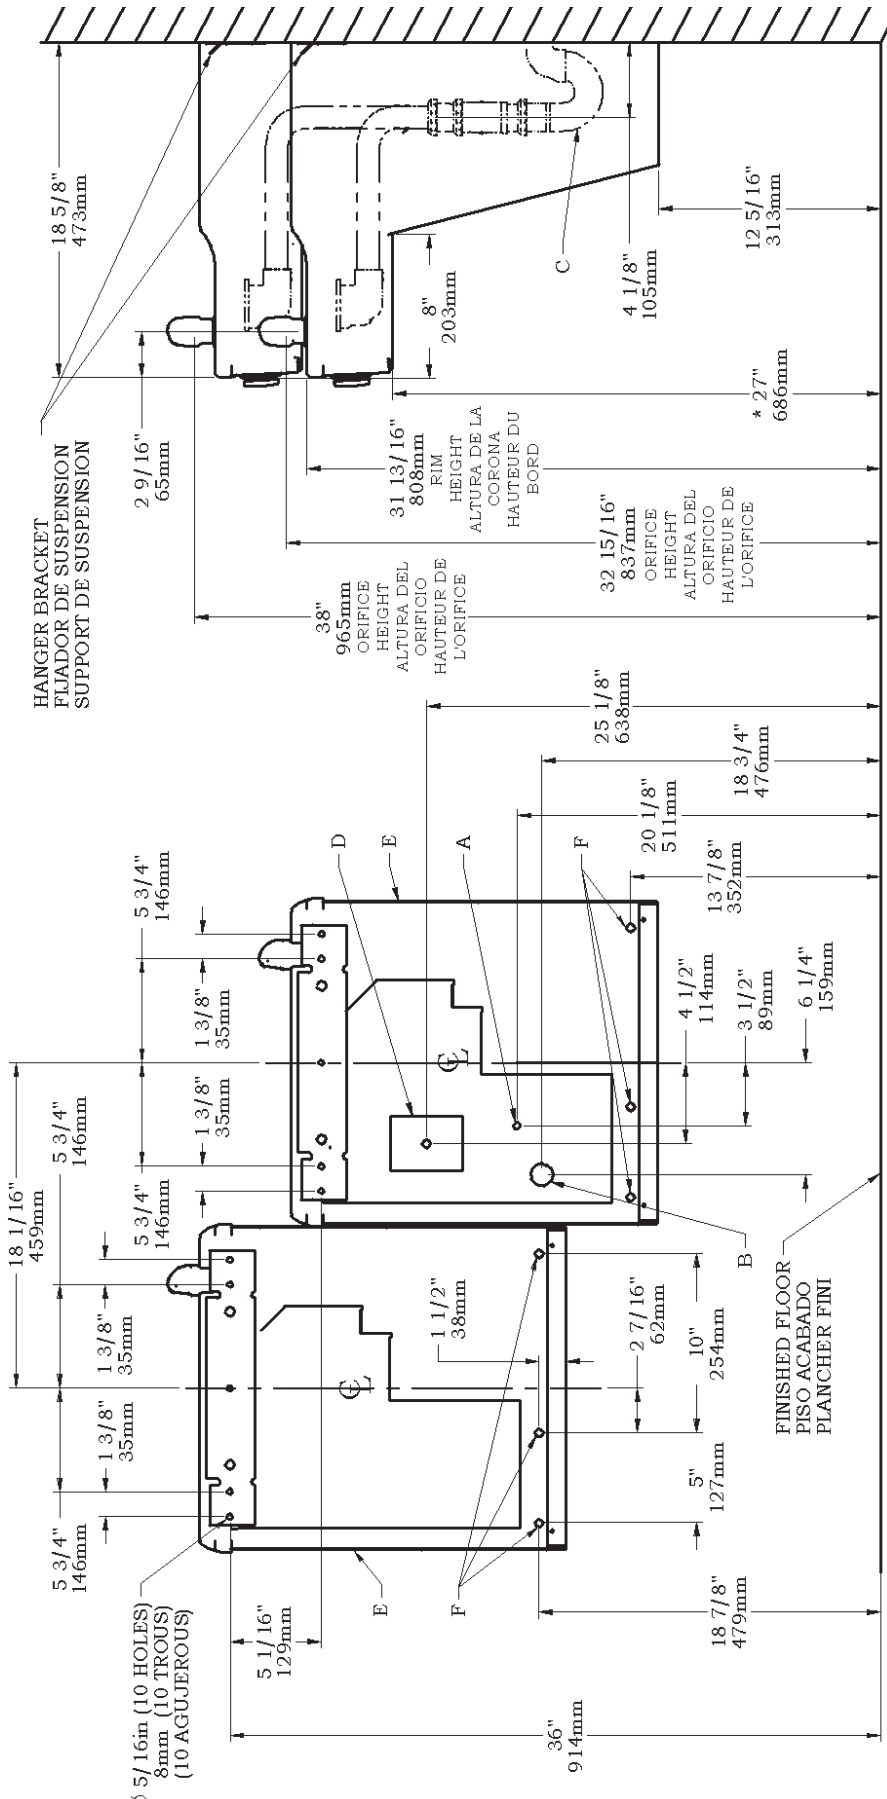 18 1/16"
459mm
5 3/4"
146mm
5 3/4"
146mm
5 3/4"
146mm
5 3/4"
146mm
1 3/8"
35mm
1 3/8"
35mm
1 3/8"
35mm
1 3/8"
35mm
5/16in (10 HOLES)
8mm (10 TROUS)
(10 AGUJEROUS)
5 1/16"
129mm
36"
914mm
18 7/8"
479mm
E
F
CL
CL
1 1/2"
38mm
2 7/16"
62mm
5"
127mm
10"
254mm
B
FINISHED FLOOR
PISO ACABADO
PLANCHER FINI
D
E
A
F
25 1/8"
638mm
18 3/4"
476mm
20 1/8"
511mm
13 7/8"
352mm
4 1/2"
114mm
3 1/2"
89mm
6 1/4"
159mm
HANGER BRACKET
FIJADOR DE SUSPENSION
SUPPORT DE SUSPENSION
18 5/8"
473mm
2 9/16"
65mm
38"
965mm
ORIFICE
HEIGHT
ALTURA DEL
ORIFICIO
HAUTEUR DE
L'ORIFICE
31 13/16"
808mm
RIM
HEIGHT
ALTURA DE LA
CORONA
HAUTEUR DU
BORD
32 15/16"
837mm
ORIFICE
HEIGHT
ALTURA DEL
ORIFICIO
HAUTEUR DE
L'ORIFICE
8"
203mm
C
4 1/8"
105mm
* 27"
686mm
12 5/16"
313mm